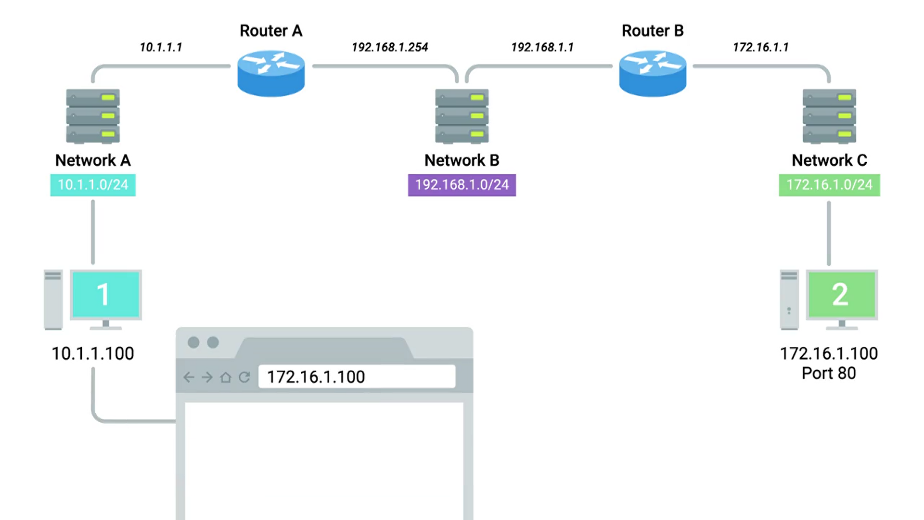 Router A
Router B
10.1.1.1
192.168.1.254
192.168.1.1
172.16.1.1
Network A
Network B
Network C
10.1.1.0/24
192.168.1.0/24
172.16.1.0/24
1
2
10.1.1.100
172.16.1.100
Port 80
172.16.1.100